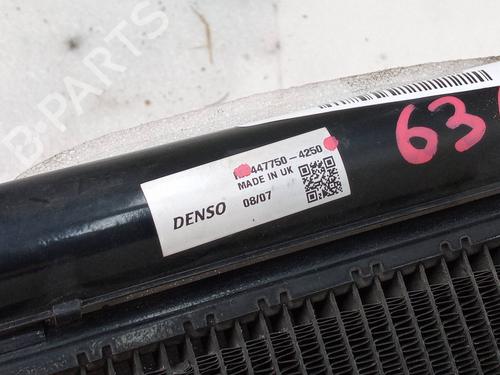 B-PARTS
447750-4250
MADE IN UK
DENSO 08/07
63